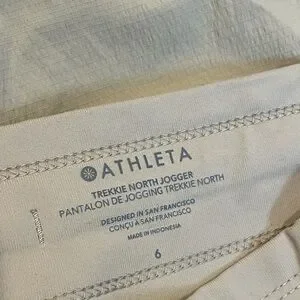 ATHLETA
TREKKIE NORTH JOGGER
PANTALON DE JOGGING TREKKIE NORTH
DESIGNED IN SAN FRANCISCO
CONÇU À SAN FRANCISCO
MADE IN INDONESIA
6